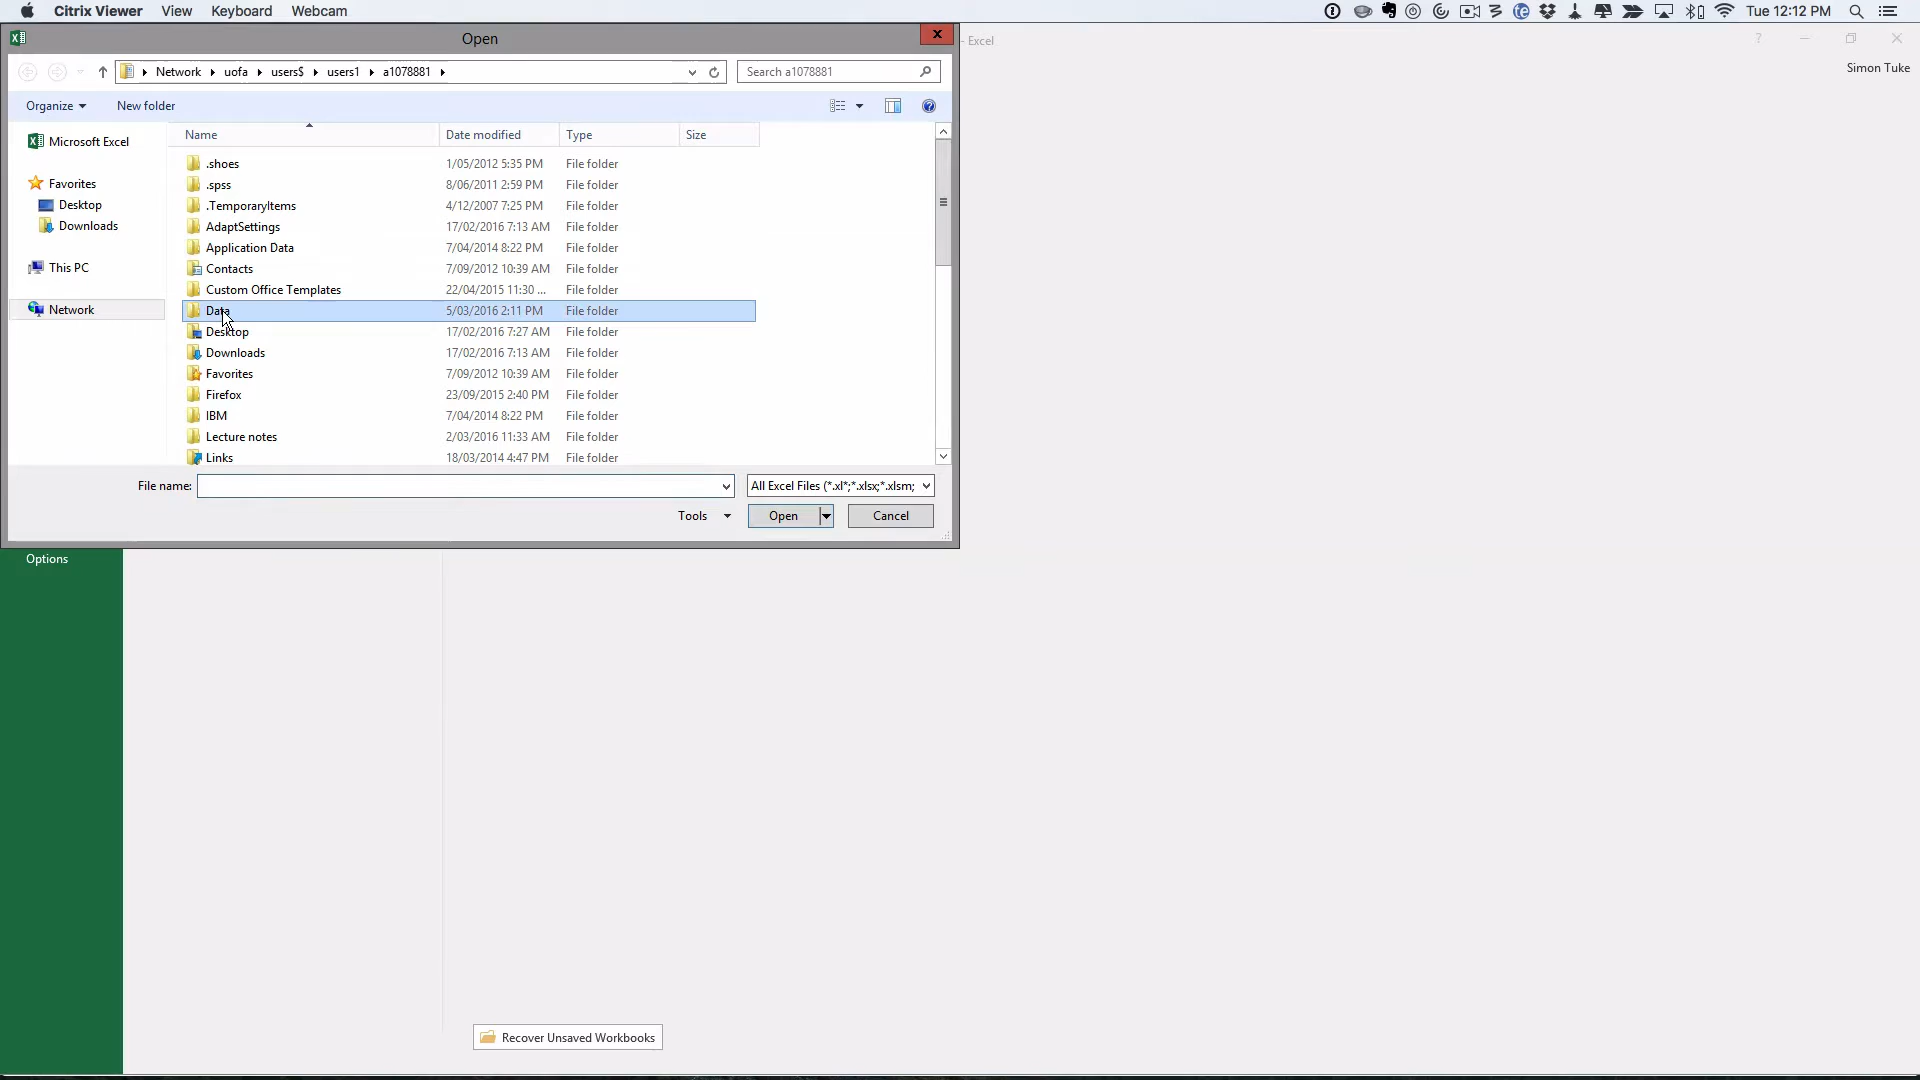 Citrix Viewer View Keyboard Webcam Tue 12:12 PM
Open x
- Excel ?
Network uofa users$ users1 a1078881 Search a1078881
Simon Tuke
Organize New folder
Name Date modified Type Size
Microsoft Excel
Favorites
Desktop
Downloads
This PC
Network
.shoes 1/05/2012 5:35 PM File folder
.spss 8/06/2011 2:59 PM File folder
.TemporaryItems 4/12/2007 7:25 PM File folder
AdaptSettings 17/02/2016 7:13 AM File folder
Application Data 7/04/2014 8:22 PM File folder
Contacts 7/09/2012 10:39 AM File folder
Custom Office Templates 22/04/2015 11:30 ... File folder
Data 5/03/2016 2:11 PM File folder
Desktop 17/02/2016 7:27 AM File folder
Downloads 17/02/2016 7:13 AM File folder
Favorites 7/09/2012 10:39 AM File folder
Firefox 23/09/2015 2:40 PM File folder
IBM 7/04/2014 8:22 PM File folder
Lecture notes 2/03/2016 11:33 AM File folder
Links 18/03/2014 4:47 PM File folder
File name: All Excel Files (*.xl*;*.xlsx;*.xlsm;
Tools Open Cancel
Options
Recover Unsaved Workbooks